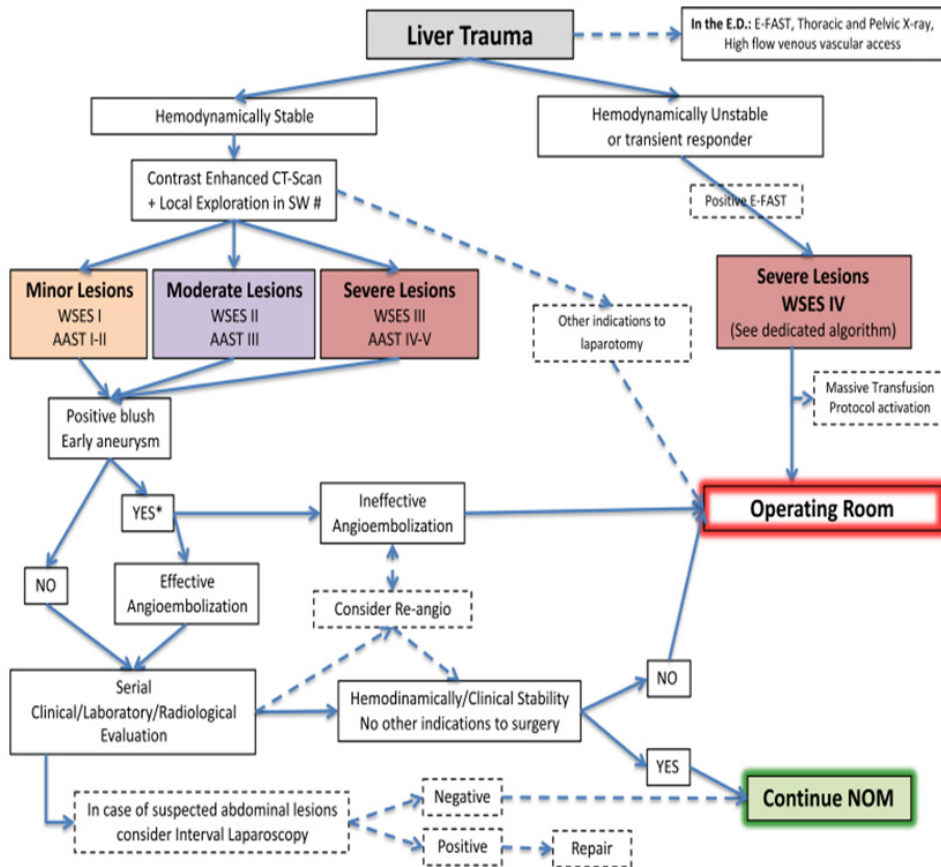 Liver Trauma
In the E.D.: E-FAST, Thoracic and Pelvic X-ray,
High flow venous vascular access
Hemodynamically Stable
Hemodynamically Unstable
or transient responder
Contrast Enhanced CT-Scan
+ Local Exploration in SW #
Positive E-FAST
Minor Lesions
WSES I
AAST I-II
Moderate Lesions
WSES II
AAST III
Severe Lesions
WSES III
AAST IV-V
Severe Lesions
WSES IV
(See dedicated algorithm)
Other indications to
laparotomy
Massive Transfusion
Protocol activation
Positive blush
Early aneurysm
YES*
Ineffective
Angioembolization
Operating Room
NO
Effective
Angioembolization
Consider Re-angio
Serial
Clinical/Laboratory/Radiological
Evaluation
Hemodinamically/Clinical Stability
No other indications to surgery
NO
YES
In case of suspected abdominal lesions
consider Interval Laparoscopy
Negative
Positive
Repair
Continue NOM